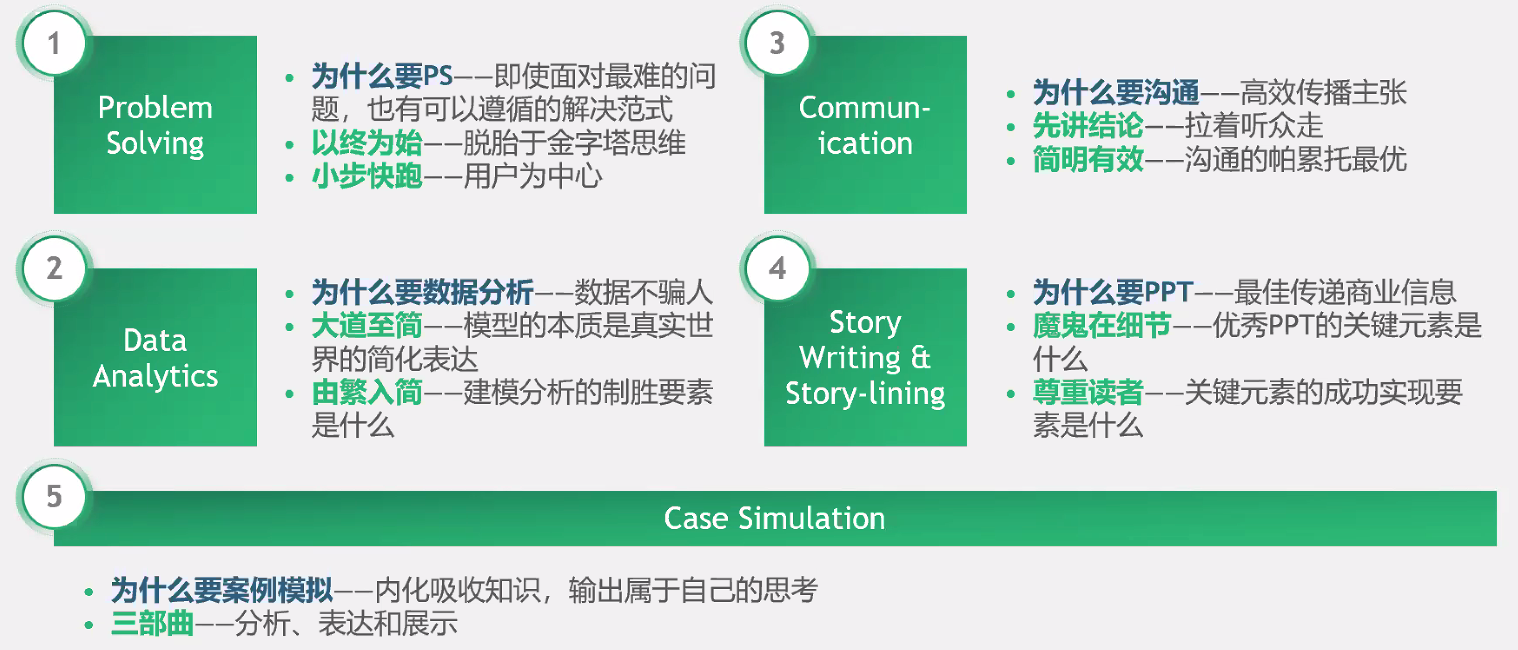 1
Problem
Solving
• 为什么要PS——即使面对最难的问
题，也有可以遵循的解决范式
• 以终为始——脱胎于金字塔思维
• 小步快跑——用户为中心
2
Data
Analytics
• 为什么要数据分析——数据不骗人
• 大道至简——模型的本质是真实世
界的简化表达
• 由繁入简——建模分析的制胜要素
是什么
3
Commun-
ication
• 为什么要沟通——高效传播主张
• 先讲结论——拉着听众走
• 简明有效——沟通的帕累托最优
4
Story
Writing &
Story-lining
• 为什么要PPT——最佳传递商业信息
• 魔鬼在细节——优秀PPT的关键元素是
什么
• 尊重读者——关键元素的成功实现要
素是什么
5
Case Simulation
• 为什么要案例模拟——内化吸收知识，输出属于自己的思考
• 三部曲——分析、表达和展示